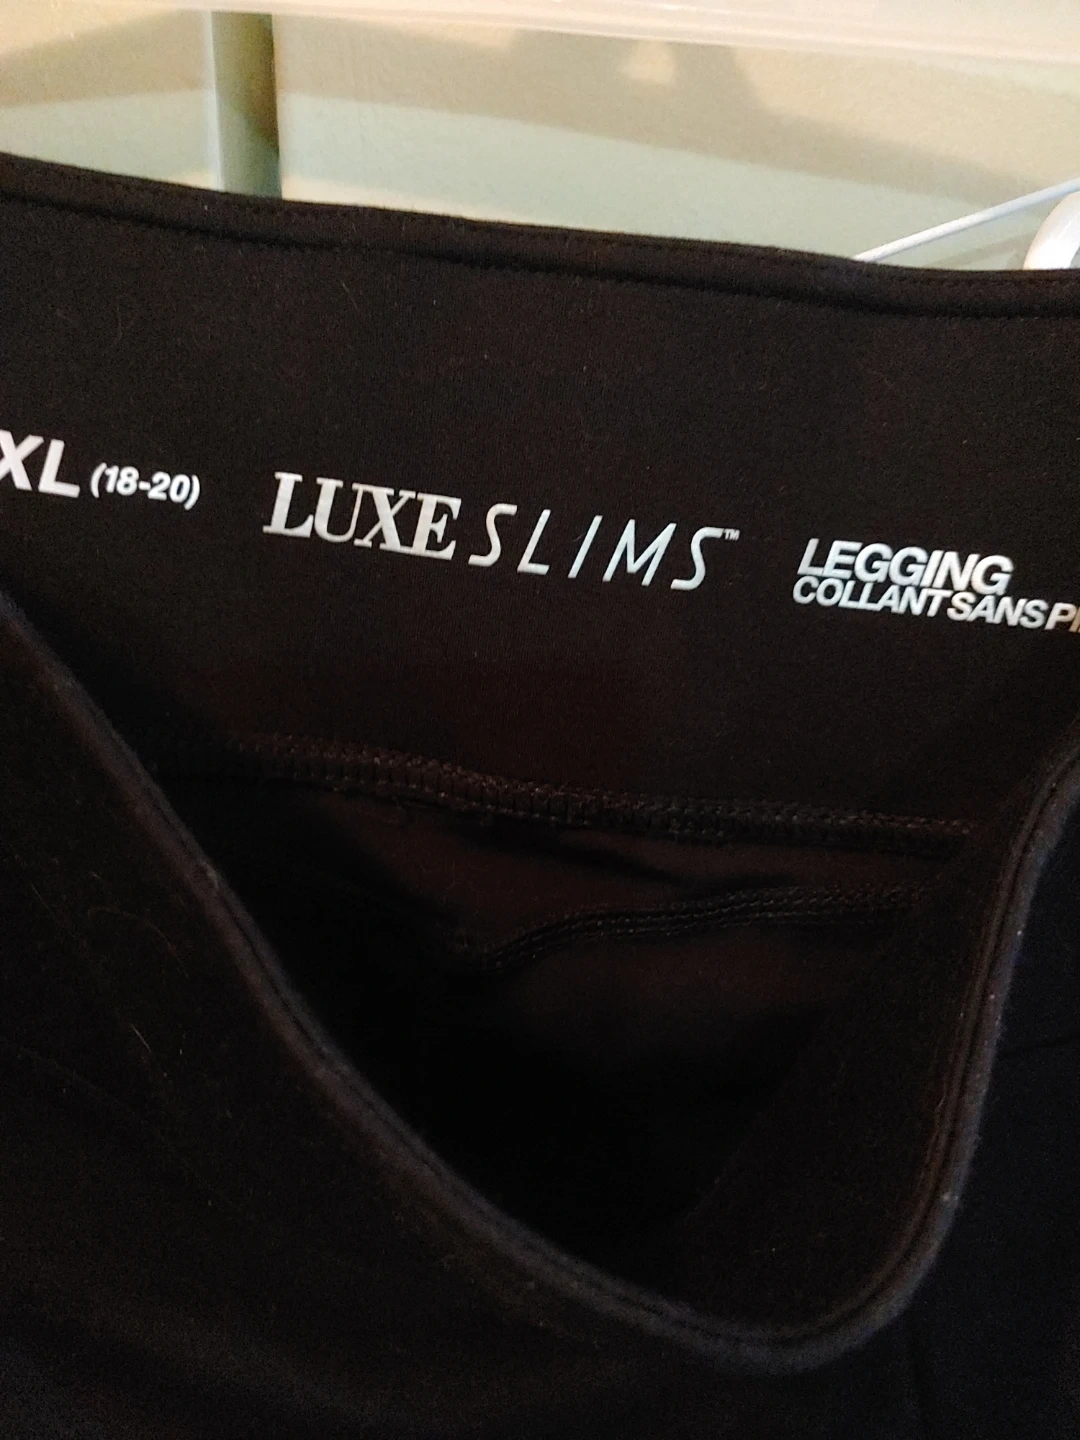 XL (18-20)
LUXE SLIMS™
LEGGING
COLLANT SANS